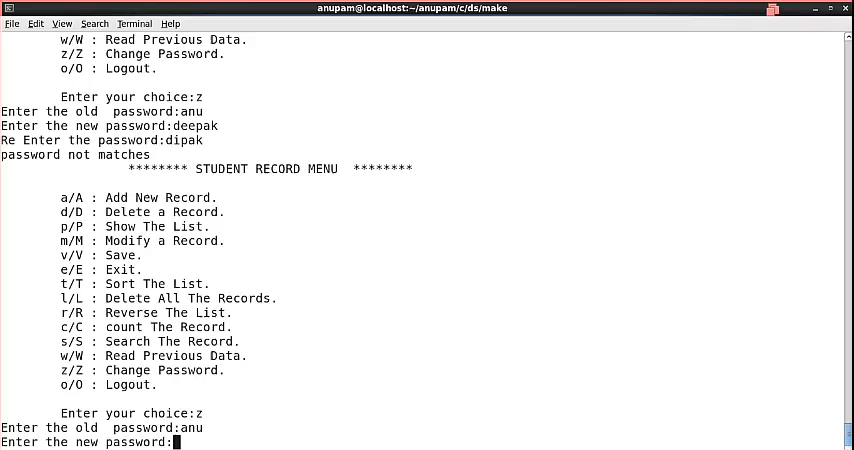 anupam@localhost:~/anupam/c/ds/make
File Edit View Search Terminal Help
w/W : Read Previous Data.
z/Z : Change Password.
o/O : Logout.
Enter your choice:z
Enter the old  password:anu
Enter the new password:deepak
Re Enter the password:dipak
password not matches
******** STUDENT RECORD MENU  ********
a/A : Add New Record.
d/D : Delete a Record.
p/P : Show The List.
m/M : Modify a Record.
v/V : Save.
e/E : Exit.
t/T : Sort The List.
l/L : Delete All The Records.
r/R : Reverse The List.
c/C : count The Record.
s/S : Search The Record.
w/W : Read Previous Data.
z/Z : Change Password.
o/O : Logout.
Enter your choice:z
Enter the old  password:anu
Enter the new password: